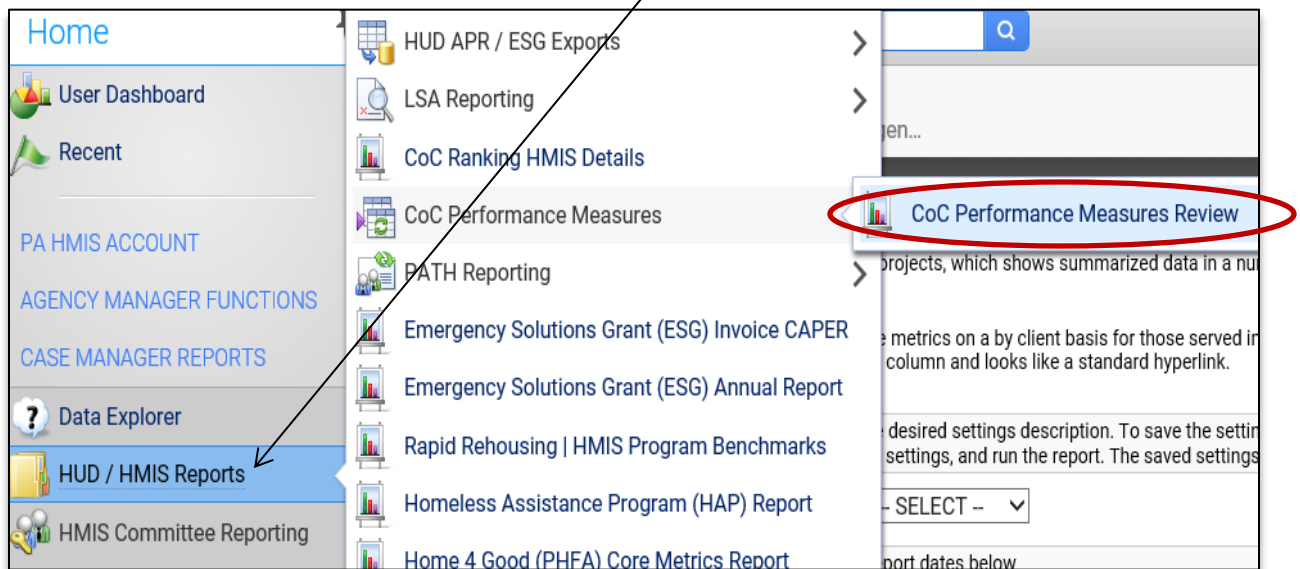 Home
User Dashboard
Recent
PA HMIS ACCOUNT
AGENCY MANAGER FUNCTIONS
CASE MANAGER REPORTS
? Data Explorer
HUD / HMIS Reports
HMIS Committee Reporting
HUD APR / ESG Exports
LSA Reporting
CoC Ranking HMIS Details
CoC Performance Measures
PATH Reporting
Emergency Solutions Grant (ESG) Invoice CAPER
Emergency Solutions Grant (ESG) Annual Report
Rapid Rehousing | HMIS Program Benchmarks
Homeless Assistance Program (HAP) Report
Home 4 Good (PHFA) Core Metrics Report
CoC Performance Measures Review
projects, which shows summarized data in a
metrics on a by client basis for those served in
column and looks like a standard hyperlink.
desired settings description. To save the
settings, and run the report. The saved settings
-- SELECT --
dates below